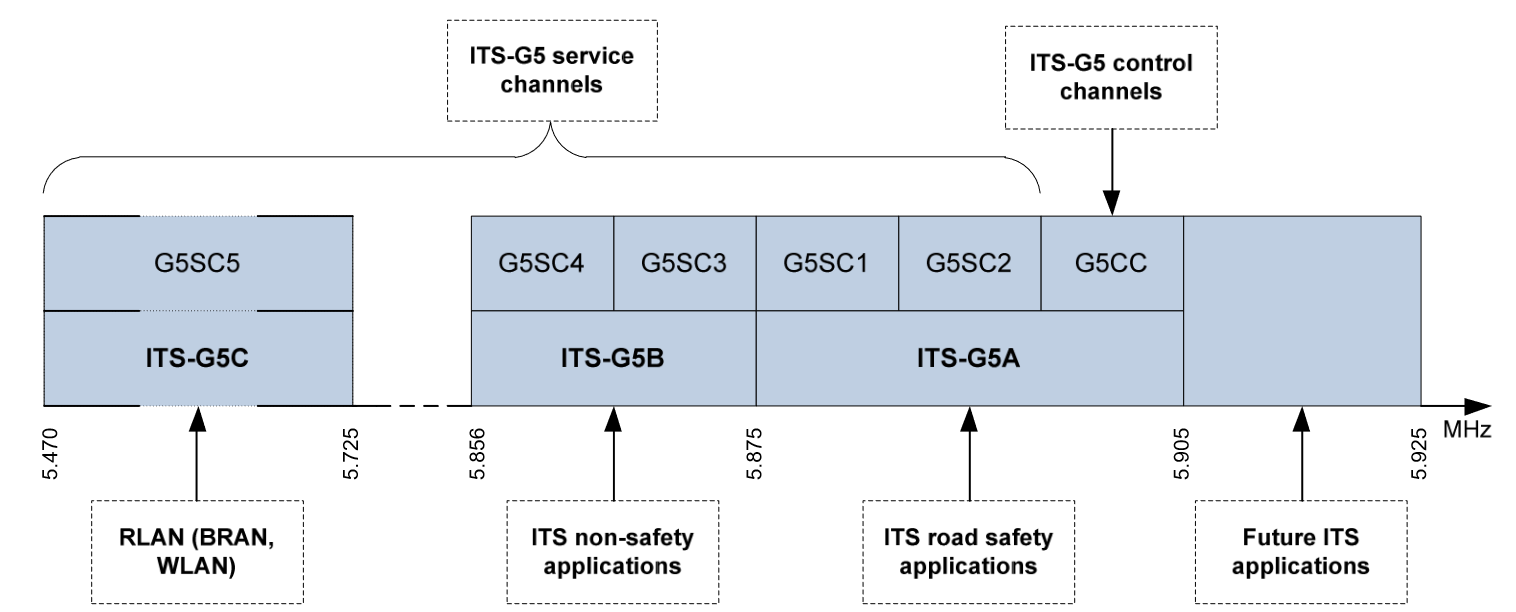 ITS-G5 service
channels
ITS-G5 control
channels
G5SC5
G5SC4
G5SC3
G5SC1
G5SC2
G5CC
ITS-G5C
ITS-G5B
ITS-G5A
5.470
5.725
5.856
5.875
5.905
5.925
MHz
RLAN (BRAN,
WLAN)
ITS non-safety
applications
ITS road safety
applications
Future ITS
applications